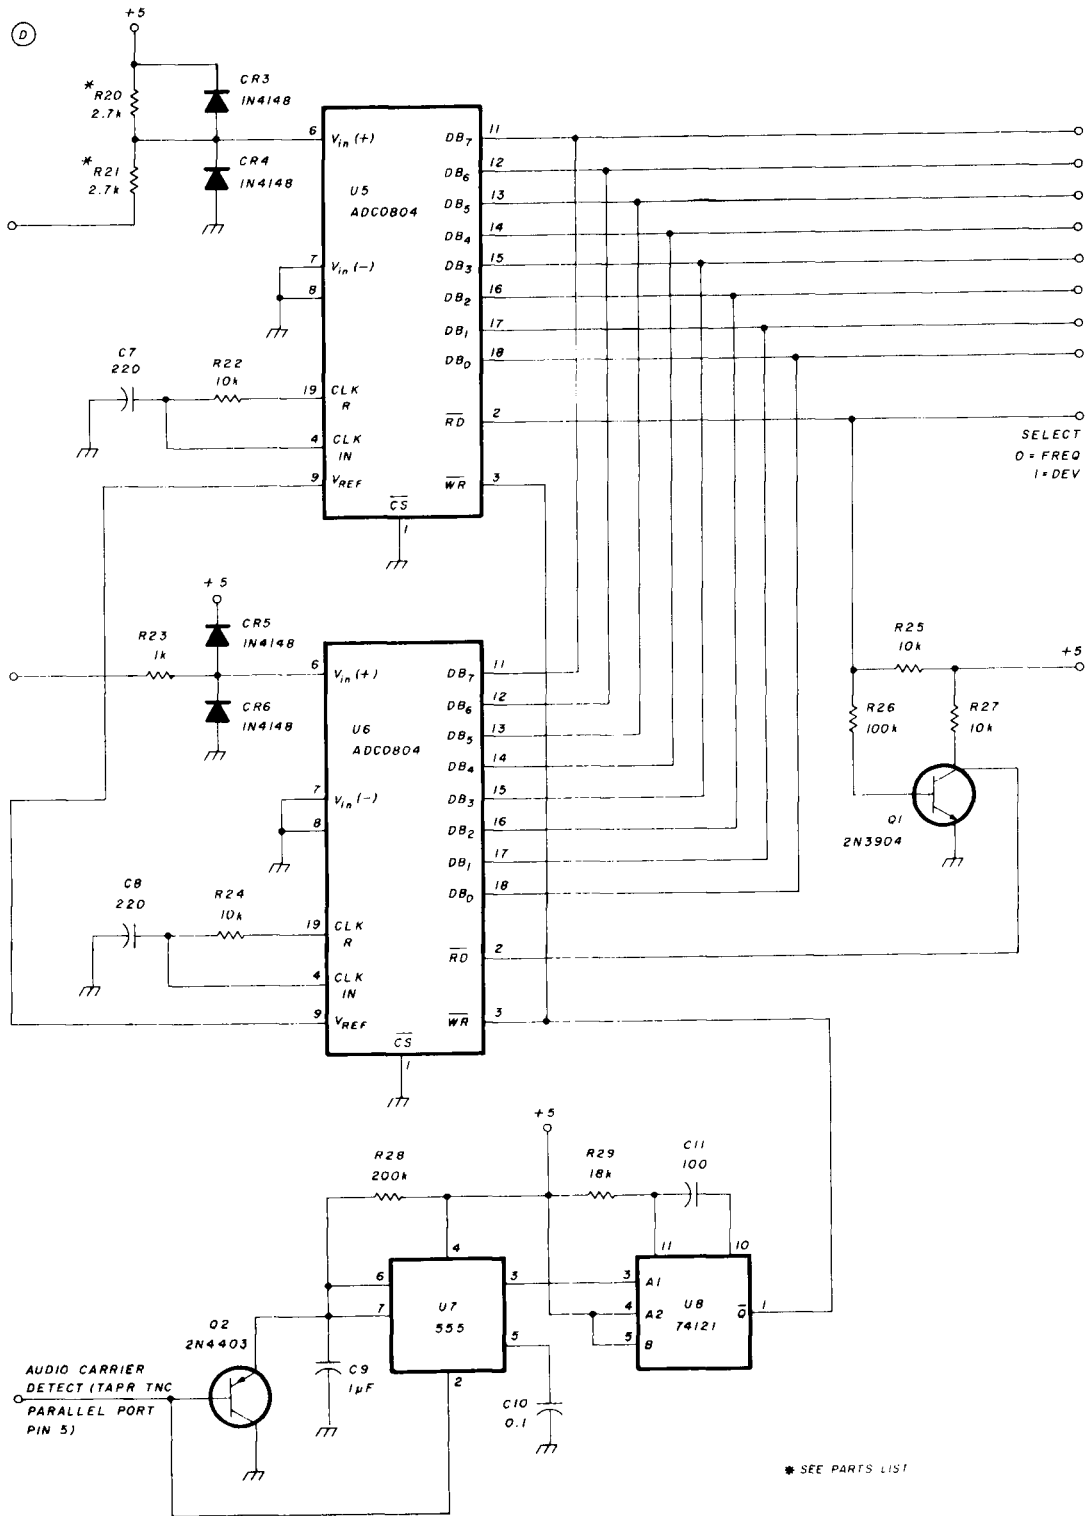 D
+5
*R20
2.7k
*R21
2.7k
CR3
1N4148
CR4
1N4148
6
Vin(+)
U5
ADC0804
7
Vin(-)
8
C7
220
R22
10k
19
CLK
R
4
CLK
IN
9
VREF
CS
1
DB7
11
DB6
12
DB5
13
DB4
14
DB3
15
DB2
16
DB1
17
DB0
18
RD
2
WR
3
SELECT
0 = FREQ
1 = DEV
+5
R23
1k
CR5
1N4148
CR6
1N4148
6
Vin(+)
U6
ADC0804
7
Vin(-)
8
C8
220
R24
10k
19
CLK
R
4
CLK
IN
9
VREF
CS
1
DB7
11
DB6
12
DB5
13
DB4
14
DB3
15
DB2
16
DB1
17
DB0
18
RD
2
WR
3
R25
10k
+5
R26
100k
R27
10k
Q1
2N3904
+5
R28
200k
R29
18k
C11
100
4
6
7
U7
555
3
5
2
11
10
3
A1
4
A2
5
B
U8
74121
Q
1
Q2
2N4403
C9
1µF
C10
0.1
AUDIO CARRIER
DETECT (TAPR TNC
PARALLEL PORT
PIN 5)
* SEE PARTS LIST